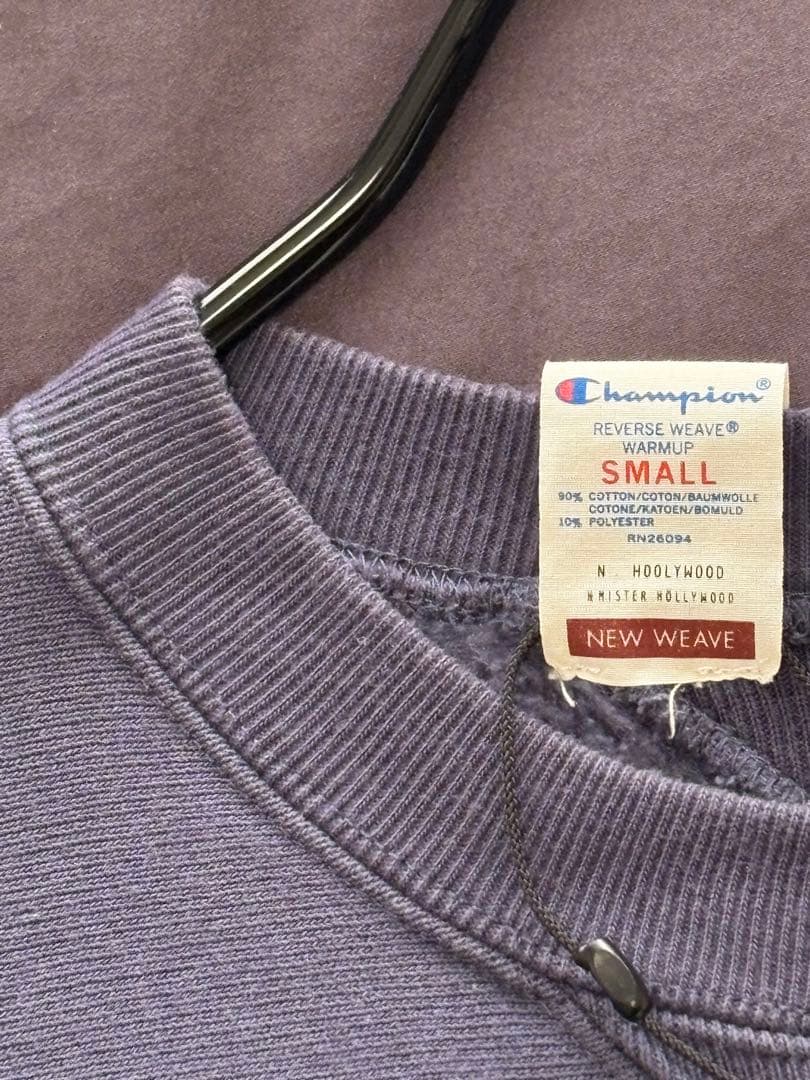 Champion®
REVERSE WEAVE®
WARMUP
SMALL
90% COTTON/COTON/BAUMWOLLE
COTONE/KATOEN/BOMULD
10% POLYESTER
RN26094
N. HOOLYWOOD
NMISTER HOLLYWOOD
NEW WEAVE